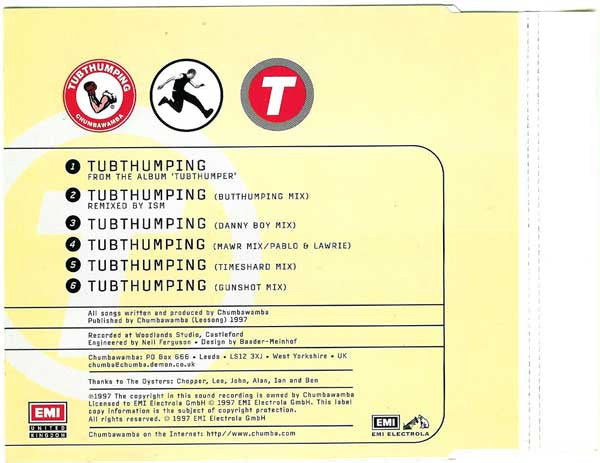 TUBTHUMPING
CHUMBAWAMBA
T
1 TUBTHUMPING
FROM THE ALBUM 'TUBTHUMPER'
2 TUBTHUMPING (BUTTHUMPING MIX)
REMIXED BY ISM
3 TUBTHUMPING (DANNY BOY MIX)
4 TUBTHUMPING (MAWR MIX/PABLO & LAWRIE)
5 TUBTHUMPING (TIMESHARD MIX)
6 TUBTHUMPING (GUNSHOT MIX)
All songs written and produced by Chumbawamba
Published by Chumbawamba (Leosong) 1997
Recorded at Woodlands Studio, Castleford
Engineered by Neil Ferguson • Design by Baader-Meinhof
Chumbawamba: PO Box 666 • Leeds • LS12 3XJ • West Yorkshire • UK
chumba@chumba.demon.co.uk
Thanks to The Oysters: Chopper, Lee, John, Alan, Ian and Ben
℗1997 The copyright in this sound recording is owned by Chumbawamba
Licensed to EMI Electrola GmbH © EMI Electrola GmbH. This label
copy information is the subject of copyright protection.
All rights reserved. © 1997 EMI Electrola GmbH
Chumbawamba on the Internet: http//www.chumba.com
EMI
UNITED
KINGDOM
EMI
EMI ELECTROLA